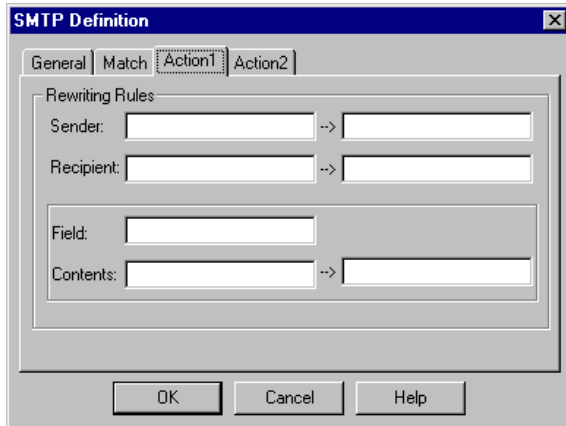 SMTP Definition
General Match Action1 Action2
Rewriting Rules
Sender: -->
Recipient: -->
Field:
Contents: -->
OK Cancel Help